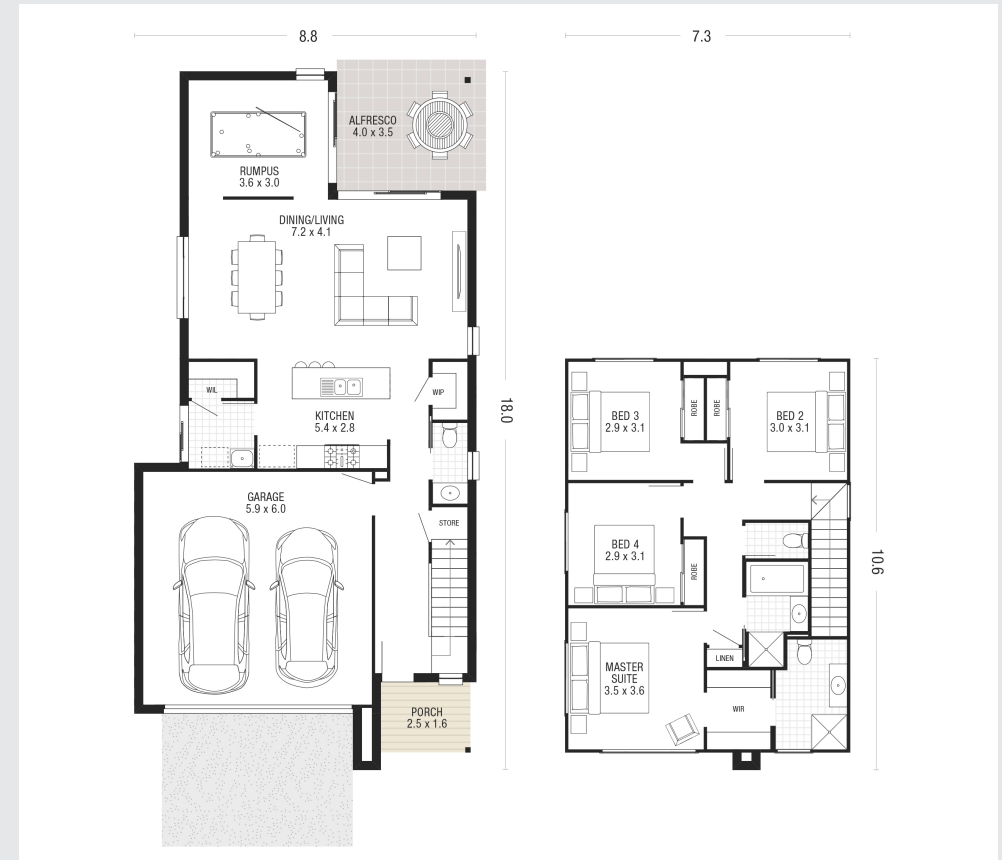 8.8
7.3
ALFRESCO
4.0 x 3.5
RUMPUS
3.6 x 3.0
DINING/LIVING
7.2 x 4.1
WIL
WIP
KITCHEN
5.4 x 2.8
18.0
GARAGE
5.9 x 6.0
STORE
PORCH
2.5 x 1.6
BED 3
2.9 x 3.1
ROBE
ROBE
BED 2
3.0 x 3.1
BED 4
2.9 x 3.1
ROBE
10.6
LINEN
MASTER
SUITE
3.5 x 3.6
WIR